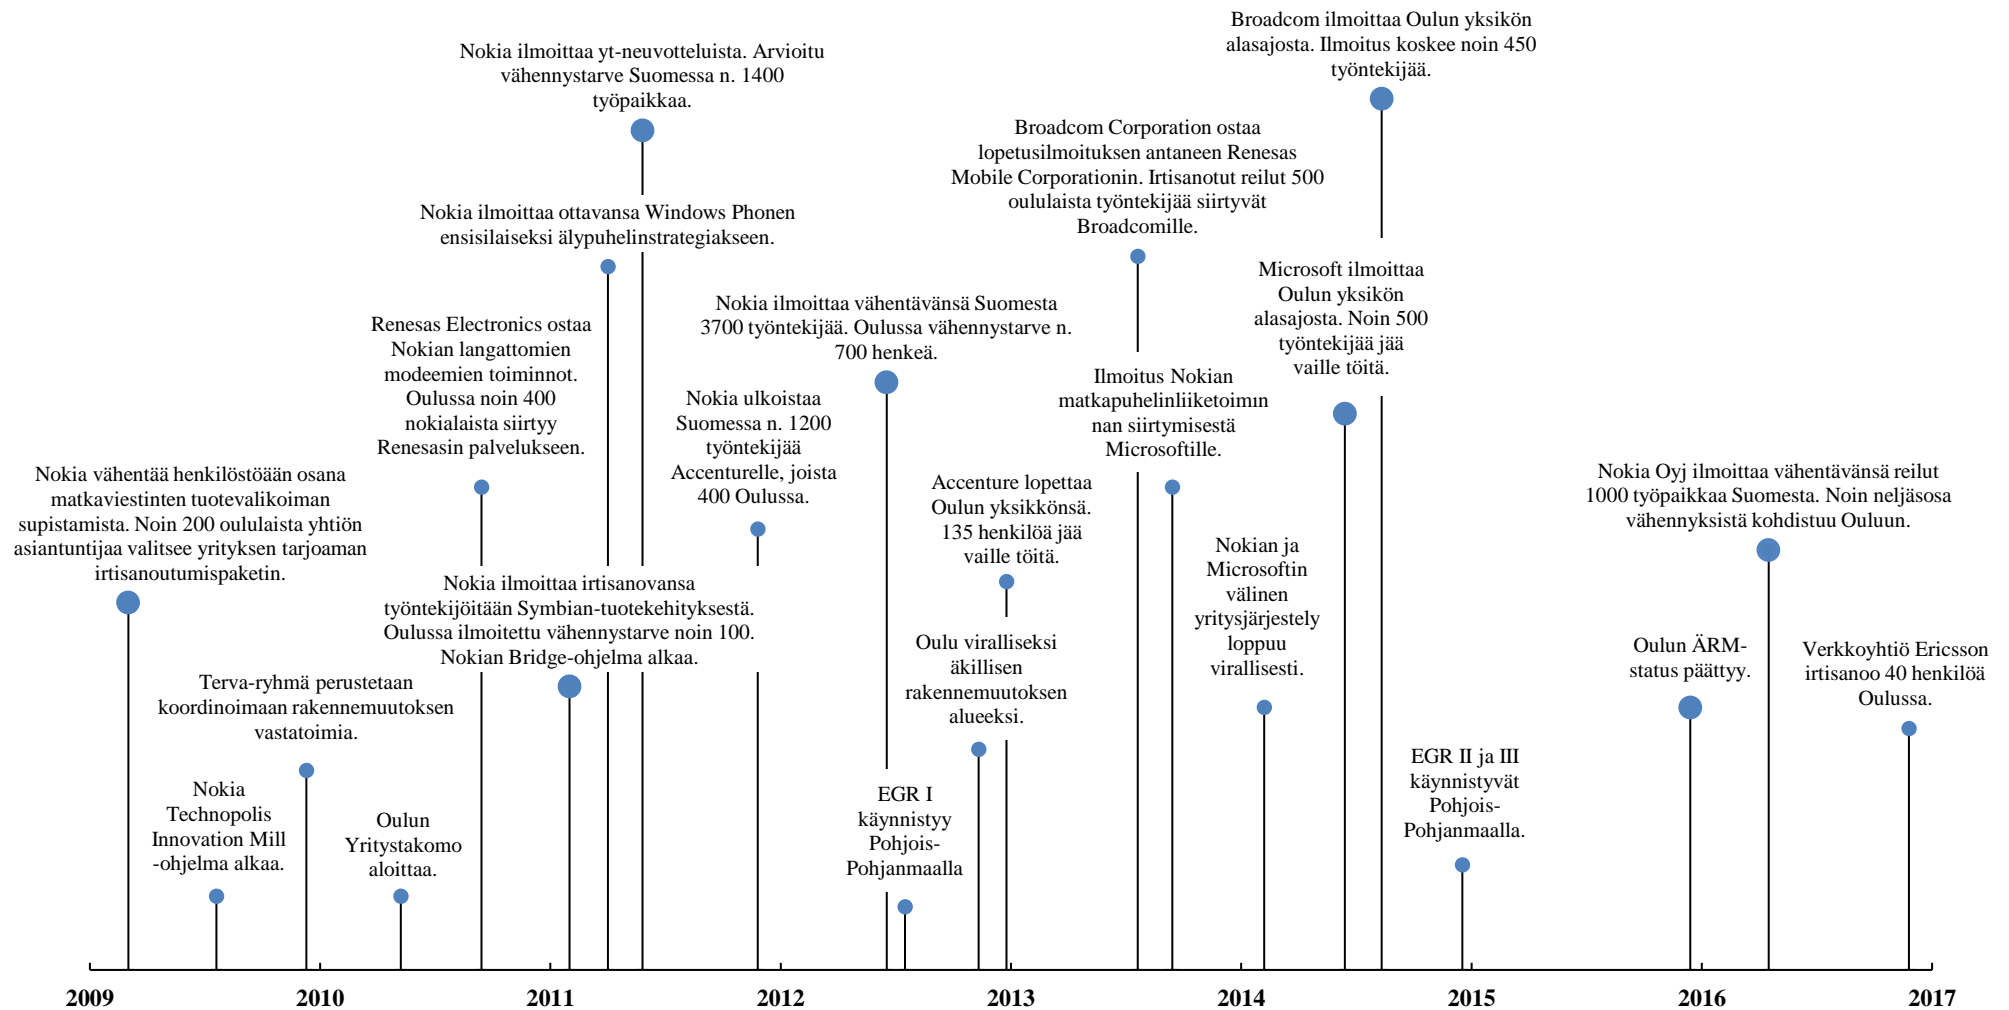 Broadcom ilmoittaa Oulun yksikön
alasajosta. Ilmoitus koskee noin 450
työntekijää.
Nokia ilmoittaa yt-neuvotteluista. Arvioitu
vähennystarve Suomessa n. 1400
työpaikkaa.
Broadcom Corporation ostaa
lopetusilmoituksen antaneen Renesas
Mobile Corporationin. Irtisanotut reilut 500
oululaista työntekijää siirtyvät
Broadcomille.
Nokia ilmoittaa ottavansa Windows Phonen
ensisilaiseksi älypuhelinstrategiakseen.
Microsoft ilmoittaa
Oulun yksikön
alasajosta. Noin 500
työntekijää jää
vaille töitä.
Nokia ilmoittaa vähentävänsä Suomesta
3700 työntekijää. Oulussa vähennystarve n.
700 henkeä.
Renesas Electronics ostaa
Nokian langattomien
modeemien toiminnot.
Oulussa noin 400
nokialaista siirtyy
Renesasin palvelukseen.
Ilmoitus Nokian
matkapuhelinliiketoimin
nan siirtymisestä
Microsoftille.
Nokia ulkoistaa
Suomessa n. 1200
työntekijää
Accenturelle, joista
400 Oulussa.
Nokia vähentää henkilöstöään osana
matkaviestinten tuotevalikoiman
supistamista. Noin 200 oululaista yhtiön
asiantuntijaa valitsee yrityksen tarjoaman
irtisanoutumispaketin.
Accenture lopettaa
Oulun yksikkönsä.
135 henkilöä jää
vaille töitä.
Nokia Oyj ilmoittaa vähentävänsä reilut
1000 työpaikkaa Suomesta. Noin neljäsosa
vähennyksistä kohdistuu Ouluun.
Nokian ja
Microsoftin
välinen
yritysjärjestely
loppuu
virallisesti.
Nokia ilmoittaa irtisanovansa
työntekijöitään Symbian-tuotekehityksestä.
Oulussa ilmoitettu vähennystarve noin 100.
Nokian Bridge-ohjelma alkaa.
Oulu viralliseksi
äkillisen
rakennemuutoksen
alueeksi.
Oulun ÄRM-
status päättyy.
Verkkoyhtiö Ericsson
irtisanoo 40 henkilöä
Oulussa.
Terva-ryhmä perustetaan
koordinoimaan rakennemuutoksen
vastatoimia.
EGR II ja III
käynnistyvät
Pohjois-
Pohjanmaalla.
Nokia
Technopolis
Innovation Mill
-ohjelma alkaa.
EGR I
käynnistyy
Pohjois-
Pohjanmaalla
Oulun
Yritystakomo
aloittaa.
2009 2010 2011 2012 2013 2014 2015 2016 2017